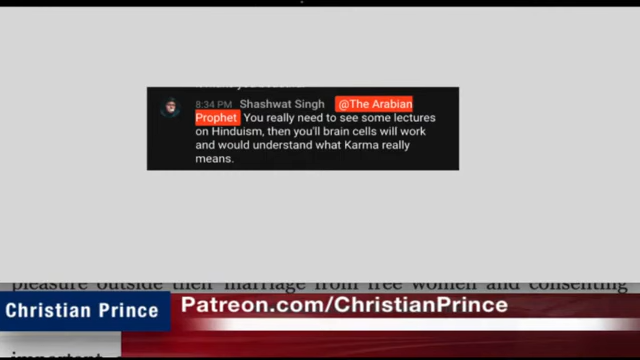 8:34 PM Shashwat Singh @The Arabian
Prophet You really need to see some lectures
on Hinduism, then you'll brain cells will work
and would understand what Karma really
means.
pleasure outside their marriage from free women and consenting
Christian Prince
Patreon.com/ChristianPrince
important